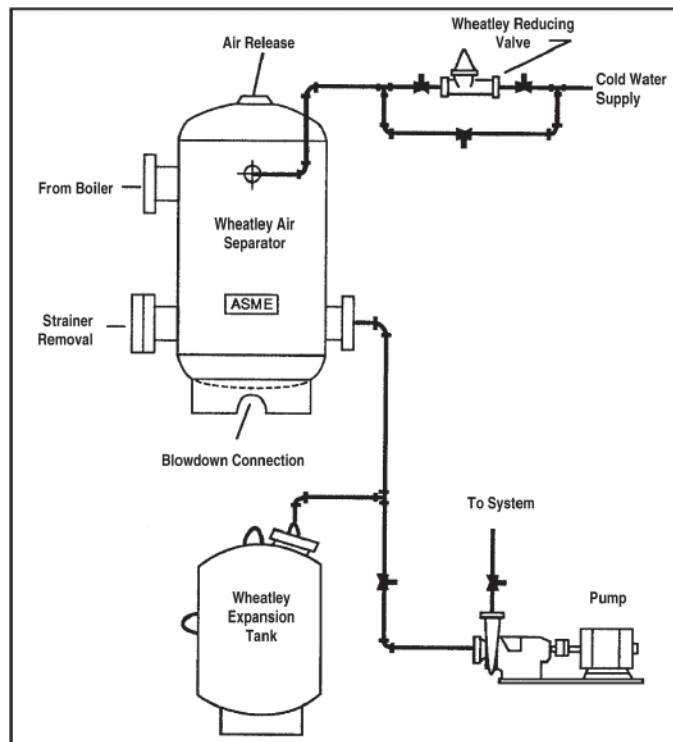 Air Release
Wheatley Reducing
Valve
Cold Water
Supply
From Boiler
Wheatley Air
Separator
Strainer
Removal
ASME
Blowdown Connection
To System
Wheatley
Expansion
Tank
Pump